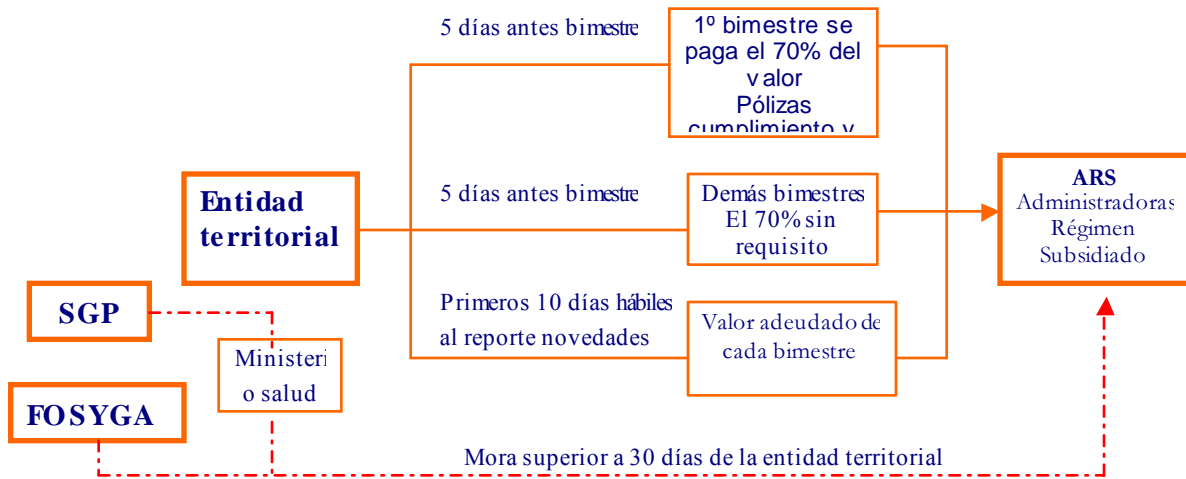 5 días antes bimestre
1º bimestre se
paga el 70% del
valor
Pólizas
cumplimiento y
Entidad
territorial
5 días antes bimestre
Demás bimestres
El 70% sin
requisito
ARS
Administradoras
Régimen
Subsidiado
SGP
Primeros 10 días hábiles
al reporte novedades
Valor adeudado de
cada bimestre
Ministeri
o salud
FOSYGA
Mora superior a 30 días de la entidad territorial